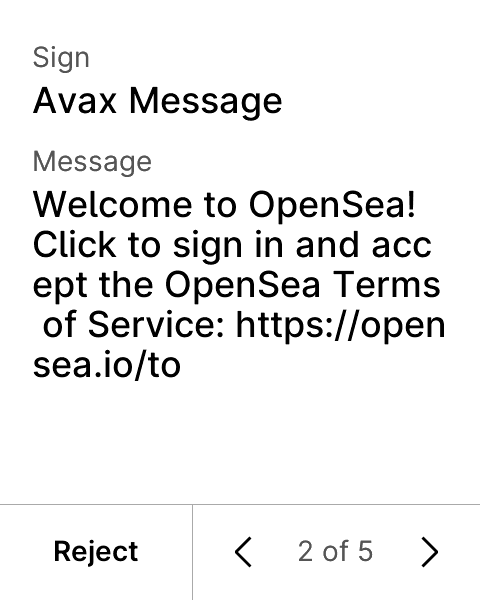 Sign
Avax Message
Message
Welcome to OpenSea!
Click to sign in and acc
ept the OpenSea Terms
of Service: https://open
sea.io/to
Reject
2 of 5